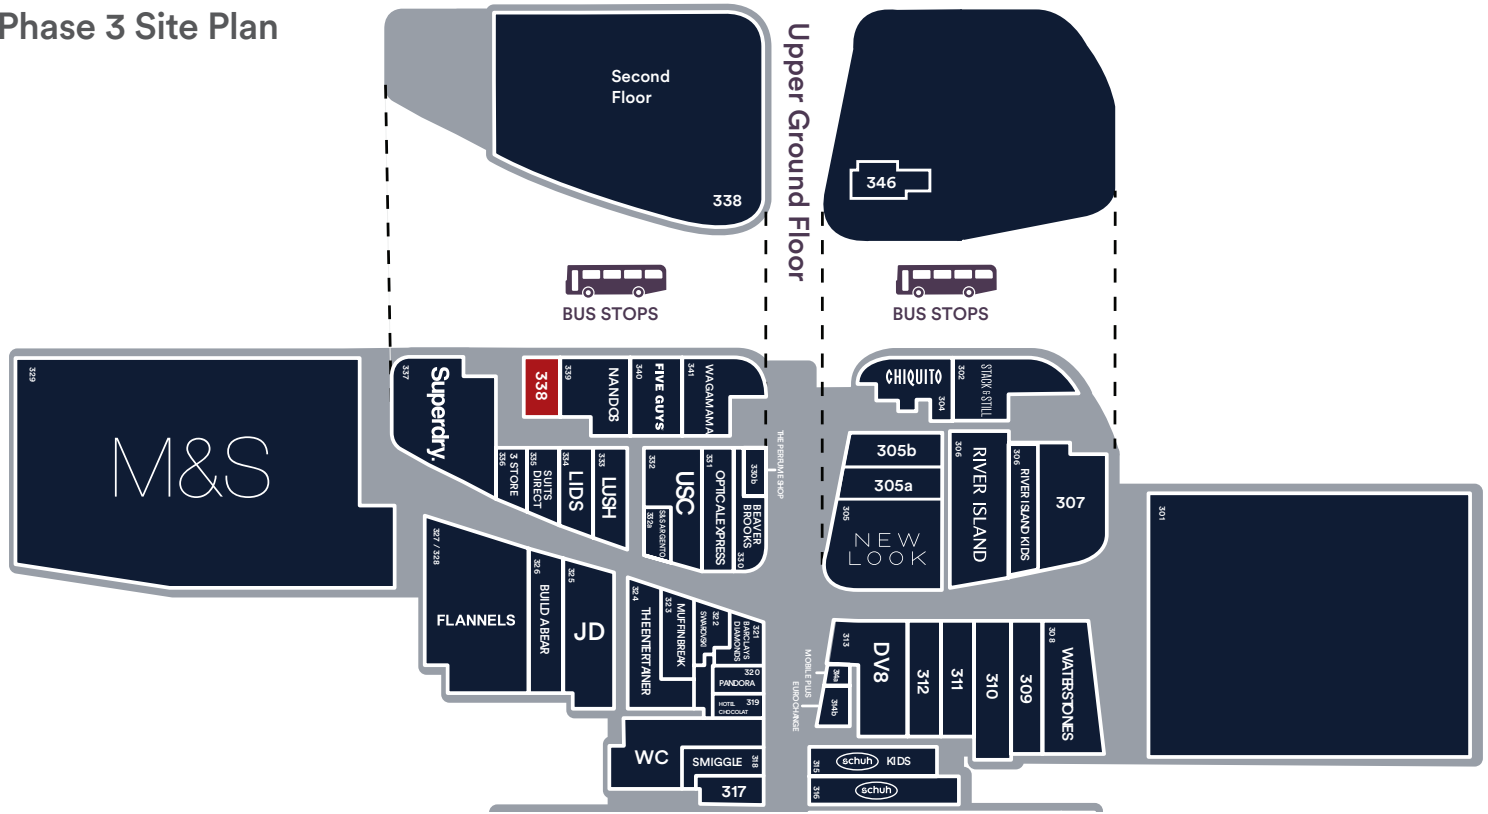 Phase 3 Site Plan
Second
Floor
338
Upper Ground Floor
346
BUS STOPS
BUS STOPS
329
M&S
337
Superdry.
338
339
NANDOS
340
FIVE GUYS
341
WAGAMAMA
CHIQUITO
304
302
STACK & STILL
336
3 STORE
335
SUITS
DIRECT
334
LIDS
333
LUSH
332
USC
332a
S&S ARGENTO
331
OPTICAL EXPRESS
330b
THE PERFUME SHOP
BEAVER
BROOKS
330
305b
305a
305
NEW
LOOK
306
RIVER ISLAND
306
RIVER ISLAND KIDS
307
301
327 / 328
FLANNELS
326
BUILD A BEAR
325
JD
324
THE ENTERTAINER
323
MUFFIN BREAK
322
SWAROVSKI
321
BARCLAYS
DIAMONDS
320
PANDORA
319
HOTEL
CHOCOLAT
WC
SMIGGLE
318
317
313
DV8
314a
MOBILE PLUS
314b
EUROCHANGE
312
311
310
309
308
WATERSTONES
315
schuh KIDS
316
schuh